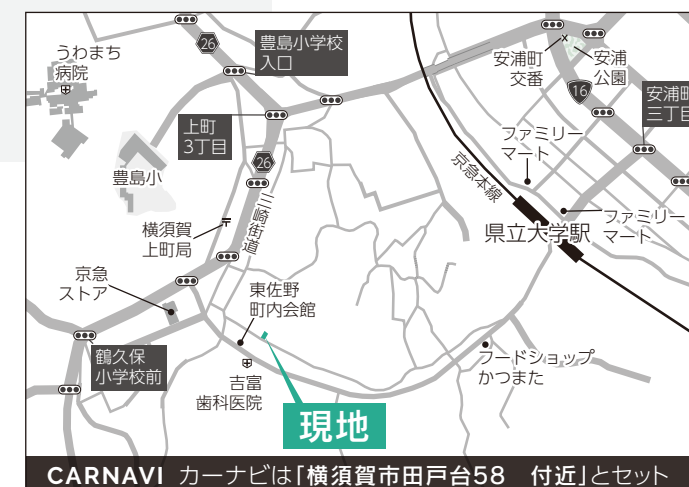 うわまち
病院
26
豊島小学校
入口
安浦町
交番
安浦
公園
16
安浦町
三丁目
上町
3丁目
26
ファミリー
マート
京急本線
豊島小
三崎街道
横須賀
上町局
県立大学駅
ファミリー
マート
京急
ストア
東佐野
町内会館
鶴久保
小学校前
フードショップ
かつまた
吉富
歯科医院
現地
CARNAVI カーナビは「横須賀市田戸台58 付近」とセット